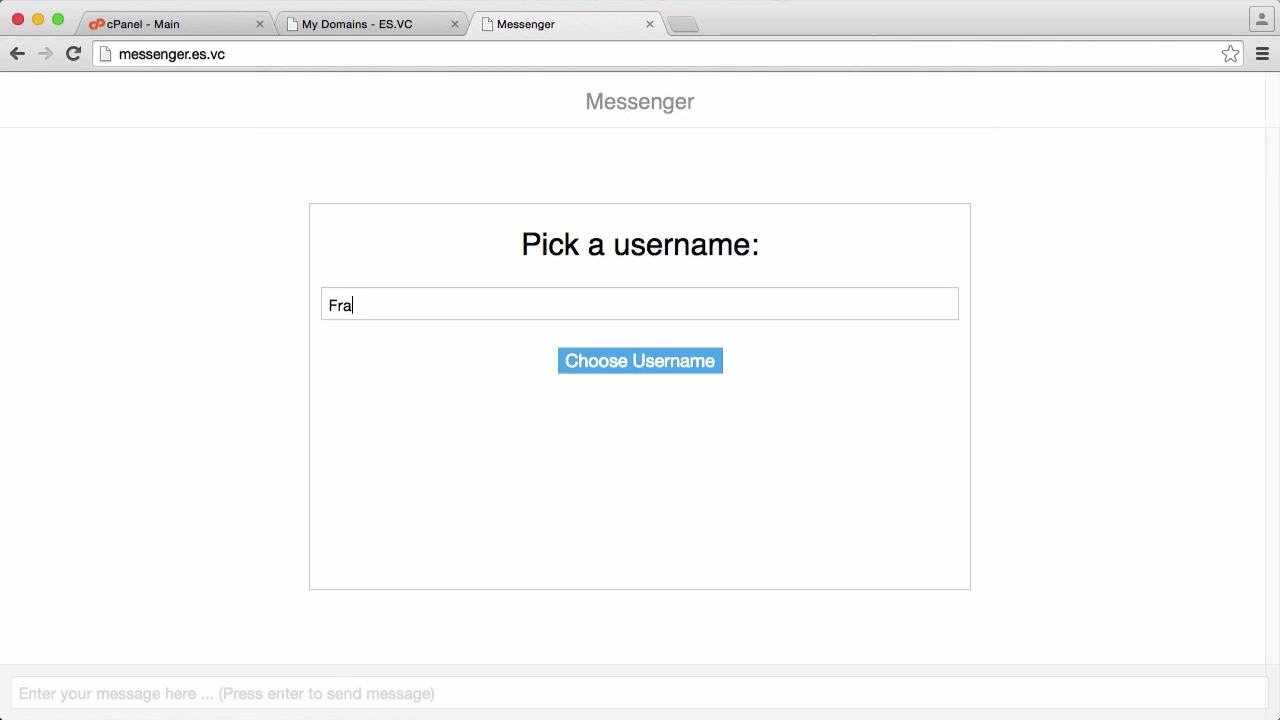 cPanel - Main
My Domains - ES.VC
Messenger
messenger.es.vc
Messenger
Pick a username:
Fra
Choose Username
Enter your message here ... (Press enter to send message)